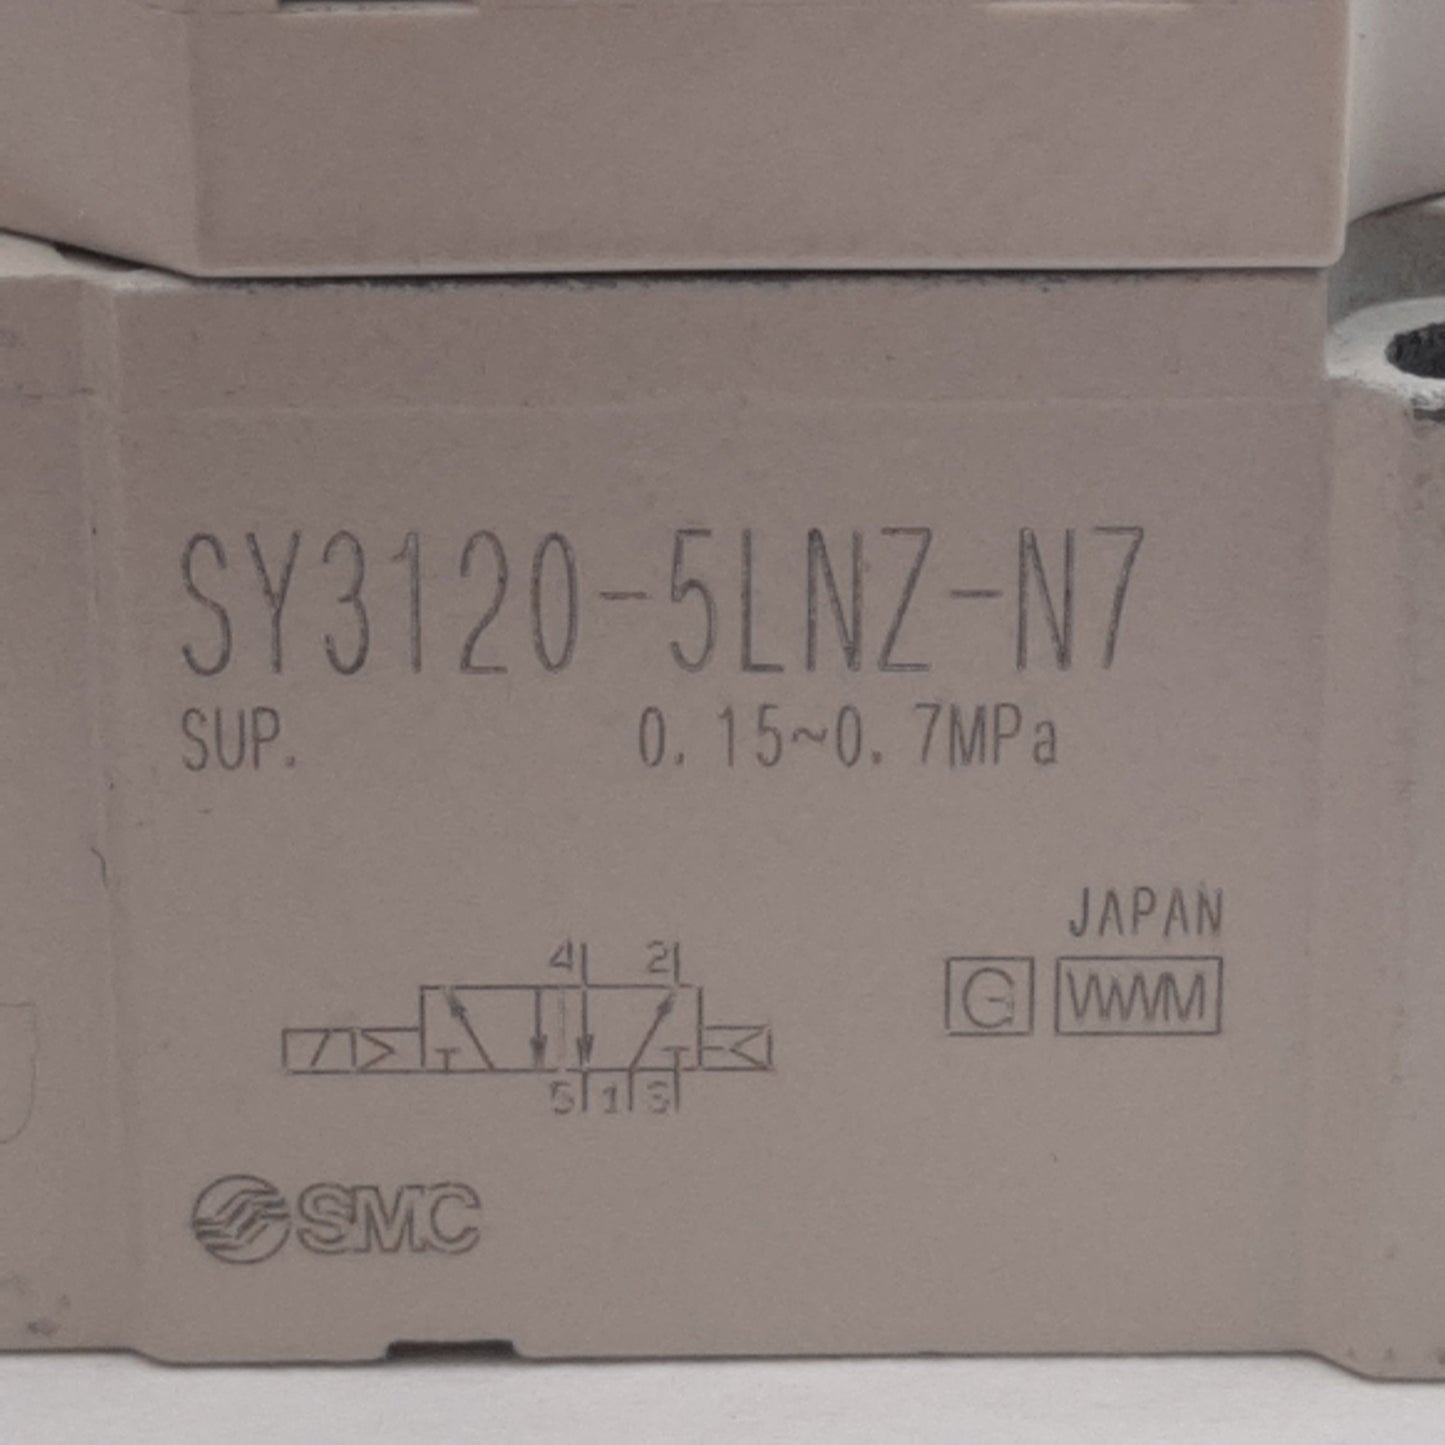 SY3120-5LNZ-N7
SUP. 0.15~0.7MPa
JAPAN
4 2
5 1 3
SMC